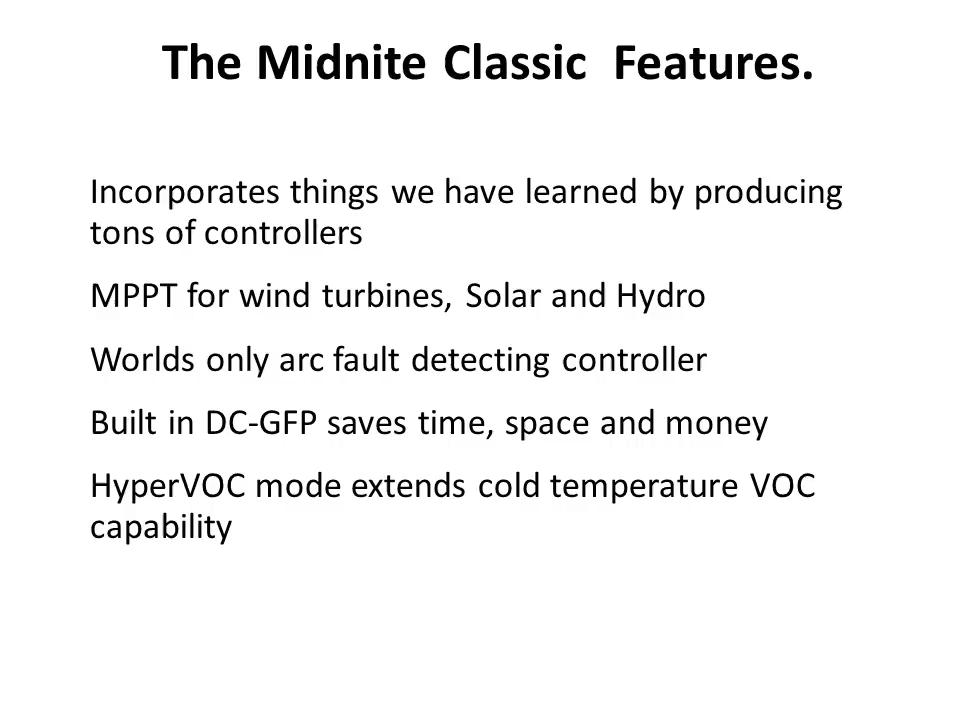 The Midnite Classic  Features.
Incorporates things we have learned by producing
tons of controllers
MPPT for wind turbines, Solar and Hydro
Worlds only arc fault detecting controller
Built in DC-GFP saves time, space and money
HyperVOC mode extends cold temperature VOC
capability